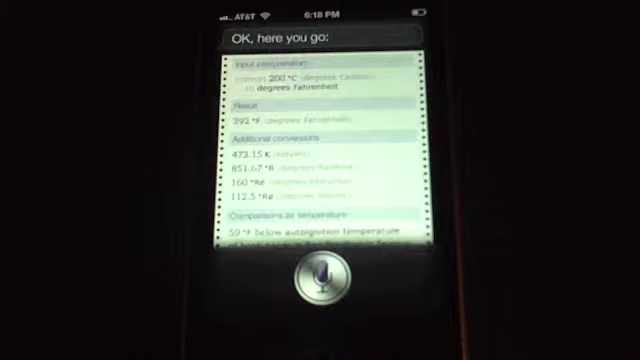 AT&T 6:18 PM
OK, here you go:
Input interpretation
convert 200 °C (degrees Celsius)
to degrees Fahrenheit
Result
392 °F (degrees Fahrenheit)
Additional conversions
473.15 K (kelvins)
851.67 °R (degrees Rankine)
160 °Ré (degrees Réaumur)
112.5 °Rø (degrees Rømer)
Comparisons as temperature
59 °F below autoignition temperature